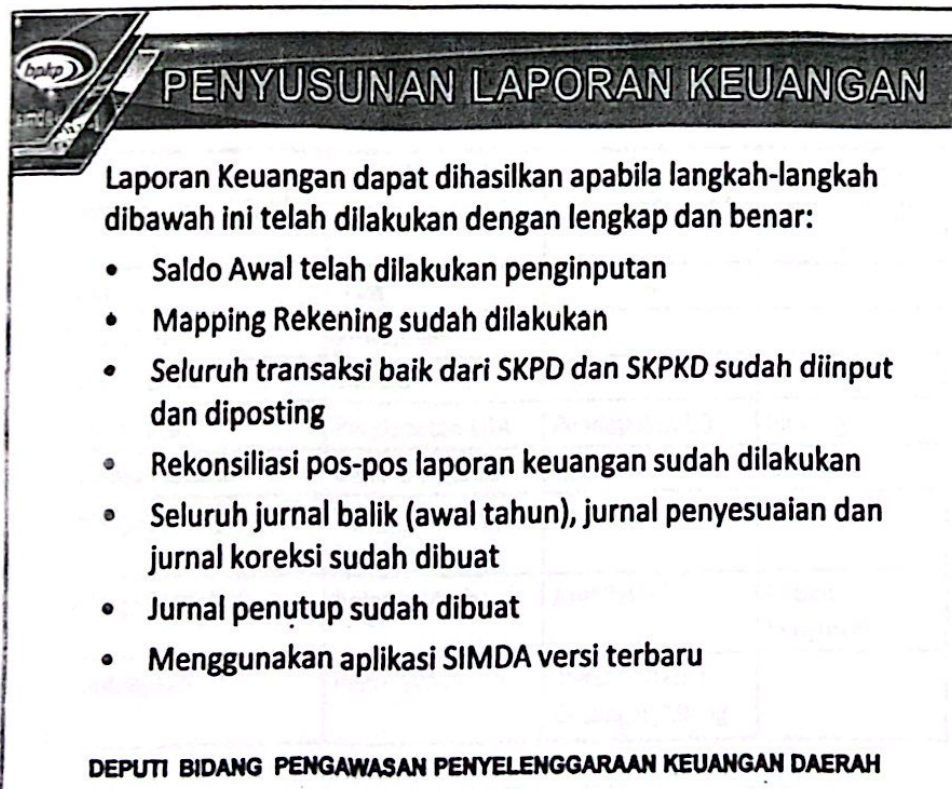 bpkp
PENYUSUNAN LAPORAN KEUANGAN
Laporan Keuangan dapat dihasilkan apabila langkah-langkah
dibawah ini telah dilakukan dengan lengkap dan benar:
• Saldo Awal telah dilakukan penginputan
• Mapping Rekening sudah dilakukan
• Seluruh transaksi baik dari SKPD dan SKPKD sudah diinput
dan diposting
• Rekonsiliasi pos-pos laporan keuangan sudah dilakukan
• Seluruh jurnal balik (awal tahun), jurnal penyesuaian dan
jurnal koreksi sudah dibuat
• Jurnal penutup sudah dibuat
• Menggunakan aplikasi SIMDA versi terbaru
DEPUTI BIDANG PENGAWASAN PENYELENGGARAAN KEUANGAN DAERAH